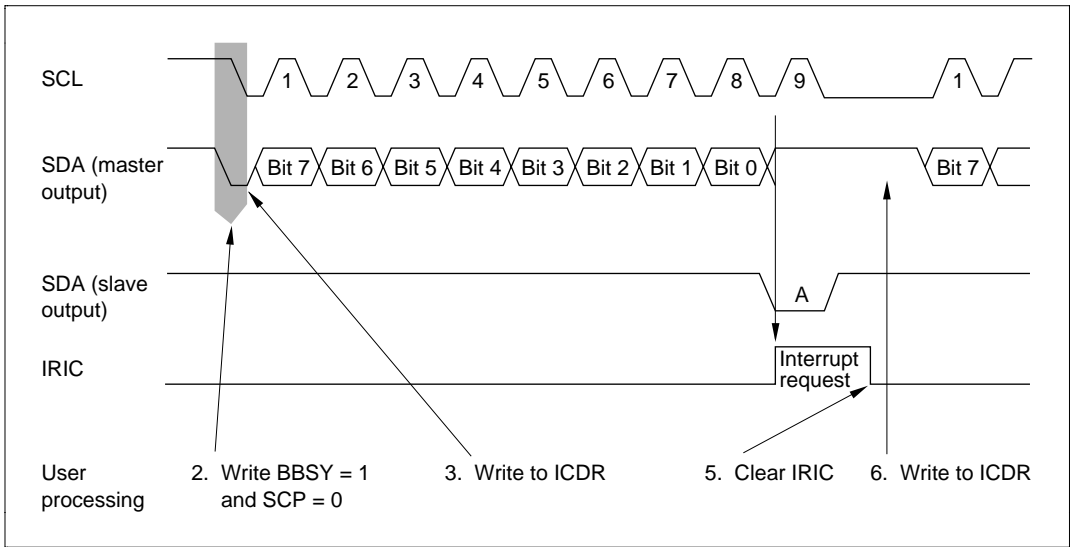 SCL
1 2 3 4 5 6 7 8 9 1
SDA (master
output)
Bit 7 Bit 6 Bit 5 Bit 4 Bit 3 Bit 2 Bit 1 Bit 0 Bit 7
SDA (slave
output)
A
IRIC
Interrupt
request
User
processing
2. Write BBSY = 1
and SCP = 0
3. Write to ICDR
5. Clear IRIC
6. Write to ICDR